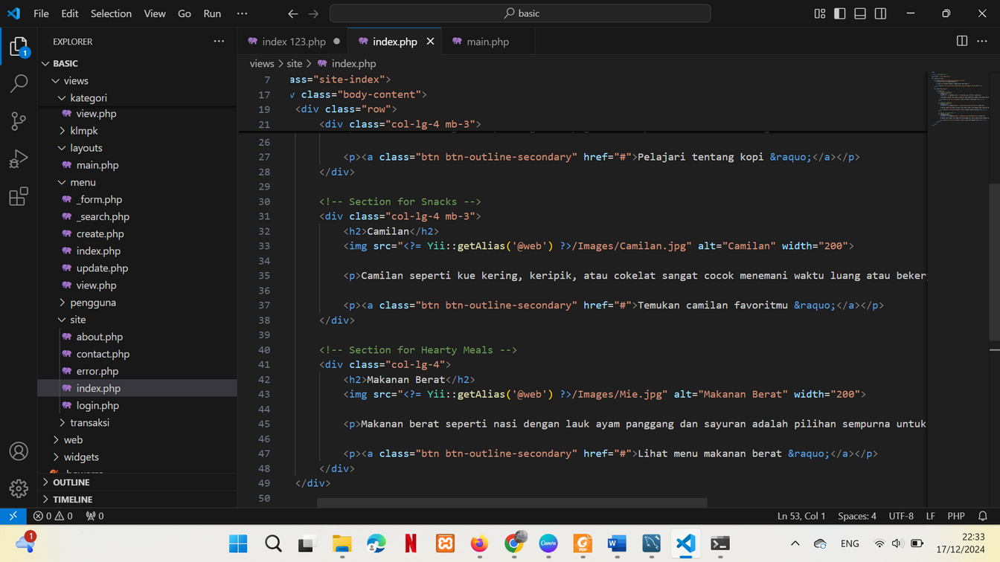 File Edit Selection View Go Run ··· basic
EXPLORER ···
index 123.php index.php main.php
BASIC
views > site > index.php
views
kategori
view.php
klmpk
layouts
main.php
menu
_form.php
_search.php
create.php
index.php
update.php
view.php
pengguna
site
about.php
contact.php
error.php
index.php
login.php
transaksi
web
widgets
OUTLINE
TIMELINE
7 ass="site-index">
17 class="body-content">
19 <div class="row">
21 <div class="col-lg-4 mb-3">
26
27 <p><a class="btn btn-outline-secondary" href="#">Pelajari tentang kopi &raquo;</a></p>
28 </div>
29
30 <!-- Section for Snacks -->
31 <div class="col-lg-4 mb-3">
32 <h2>Camilan</h2>
33 <img src="<?= Yii::getAlias('@web') ?>/Images/Camilan.jpg" alt="Camilan" width="200">
34
35 <p>Camilan seperti kue kering, keripik, atau cokelat sangat cocok menemani waktu luang atau beker
36
37 <p><a class="btn btn-outline-secondary" href="#">Temukan camilan favoritmu &raquo;</a></p>
38 </div>
39
40 <!-- Section for Hearty Meals -->
41 <div class="col-lg-4">
42 <h2>Makanan Berat</h2>
43 <img src="<?= Yii::getAlias('@web') ?>/Images/Mie.jpg" alt="Makanan Berat" width="200">
44
45 <p>Makanan berat seperti nasi dengan lauk ayam panggang dan sayuran adalah pilihan sempurna untuk
46
47 <p><a class="btn btn-outline-secondary" href="#">Lihat menu makanan berat &raquo;</a></p>
48 </div>
49 </div>
50
0 0 0 Ln 53, Col 1 Spaces: 4 UTF-8 LF PHP
1 Canva PDF W ENG 22:33
17/12/2024